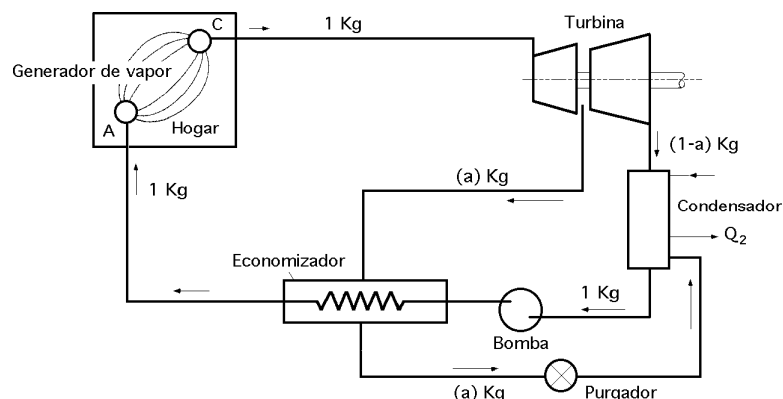 C
1 Kg
Turbina
Generador de vapor
A
Hogar
(1-a) Kg
(a) Kg
1 Kg
Condensador
Q2
Economizador
1 Kg
Bomba
(a) Kg
Purgador